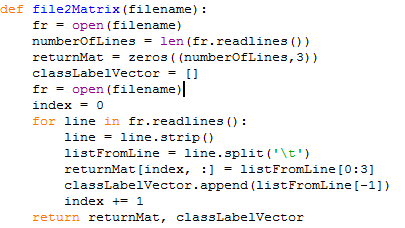 def file2Matrix(filename):
    fr = open(filename)
    numberOfLines = len(fr.readlines())
    returnMat = zeros((numberOfLines,3))
    classLabelVector = []
    fr = open(filename)
    index = 0
    for line in fr.readlines():
        line = line.strip()
        listFromLine = line.split('\t')
        returnMat[index, :] = listFromLine[0:3]
        classLabelVector.append(listFromLine[-1])
        index += 1
    return returnMat, classLabelVector